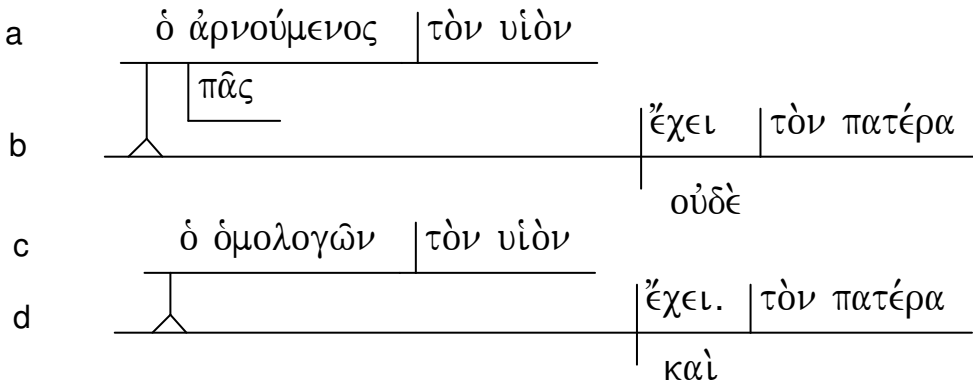 a ὁ ἀρνούμενος τὸν υἱὸν
πᾶς
b ἔχει τὸν πατέρα
οὐδὲ
c ὁ ὁμολογῶν τὸν υἱὸν
d ἔχει. τὸν πατέρα
καὶ